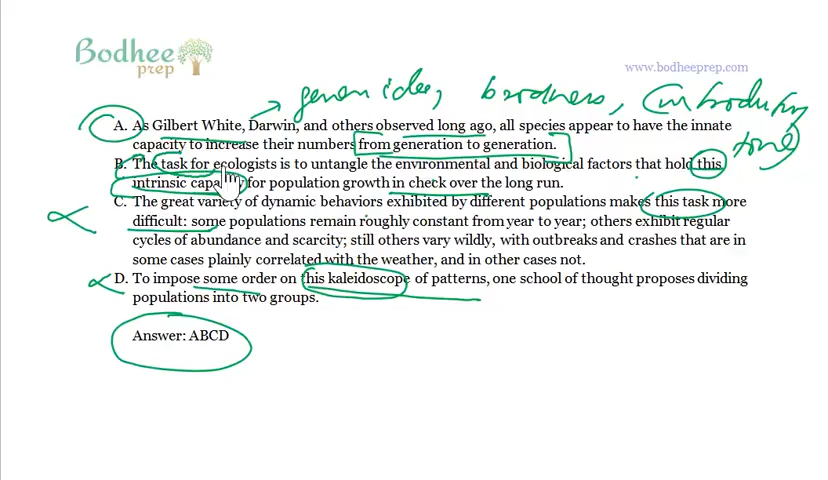 Bodhee
prep
www.bodheeprep.com
generic idea, broadness, (introductory
tone)
A. As Gilbert White, Darwin, and others observed long ago, all species appear to have the innate
capacity to increase their numbers from generation to generation.
B. The task for ecologists is to untangle the environmental and biological factors that hold this
intrinsic capa for population growth in check over the long run.
C. The great variety of dynamic behaviors exhibited by different populations makes this task more
difficult: some populations remain roughly constant from year to year; others exhibit regular
cycles of abundance and scarcity; still others vary wildly, with outbreaks and crashes that are in
some cases plainly correlated with the weather, and in other cases not.
D. To impose some order on this kaleidoscope of patterns, one school of thought proposes dividing
populations into two groups.
Answer: ABCD